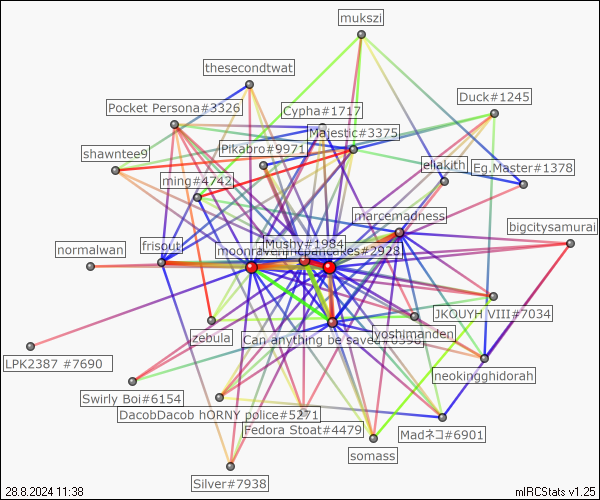 mukszi
thesecondtwat
Duck#1245
Pocket Persona#3326
Cypha#1717
Majestic#3375
Pikabro#9971
shawntee9
ellakith
Eg.Master#1378
ming#4742
marcemadness
bigcitysamurai
frisout
Mushy#1984
normalwan
#2928
JKOUYH VIII#7034
zebula
yoshimanden
Can anything be saved
LPK2387 #7690
neokingghidorah
Swirly Boi#6154
DacobDacob hORNY police#5271
Fedora Stoat#4479
Madネコ#6901
somass
Silver#7938
28.8.2024 11:38
mIRCStats v1.25